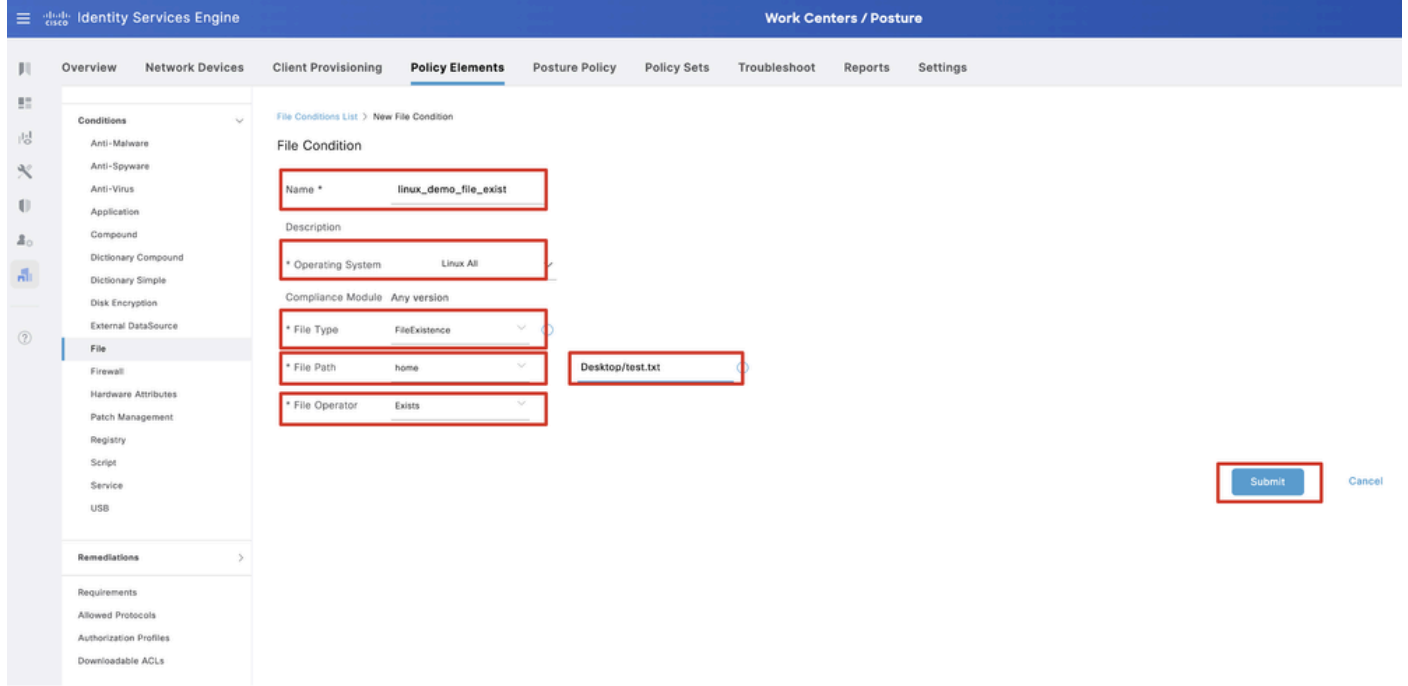 cisco Identity Services Engine
Work Centers / Posture
Overview Network Devices Client Provisioning Policy Elements Posture Policy Policy Sets Troubleshoot Reports Settings
Conditions
Anti-Malware
Anti-Spyware
Anti-Virus
Application
Compound
Dictionary Compound
Dictionary Simple
Disk Encryption
External DataSource
File
Firewall
Hardware Attributes
Patch Management
Registry
Script
Service
USB
Remediations
Requirements
Allowed Protocols
Authorization Profiles
Downloadable ACLs
File Conditions List > New File Condition
File Condition
Name * linux_demo_file_exist
Description
* Operating System Linux All
Compliance Module Any version
* File Type FileExistence
* File Path home Desktop/test.txt
* File Operator Exists
Submit Cancel